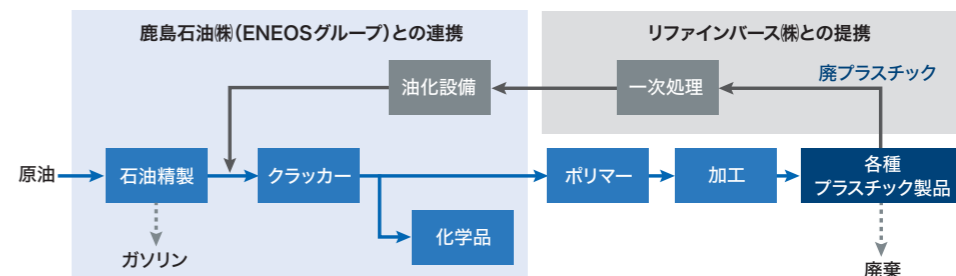 鹿島石油㈱（ENEOSグループ）との連携
リファインバース㈱との提携
廃プラスチック
油化設備
一次処理
原油
石油精製
クラッカー
ポリマー
加工
各種
プラスチック製品
化学品
ガソリン
廃棄